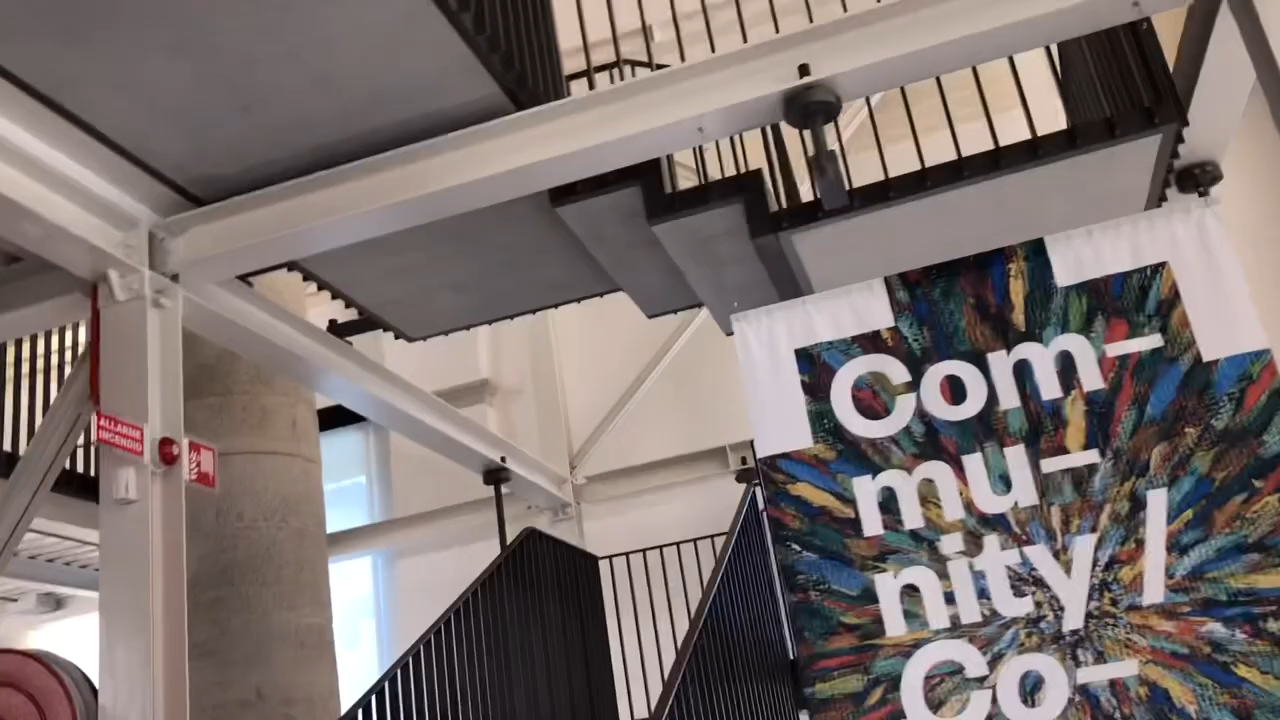 ALLARME
INCENDIO
Com–
mu–
nity /
Co–